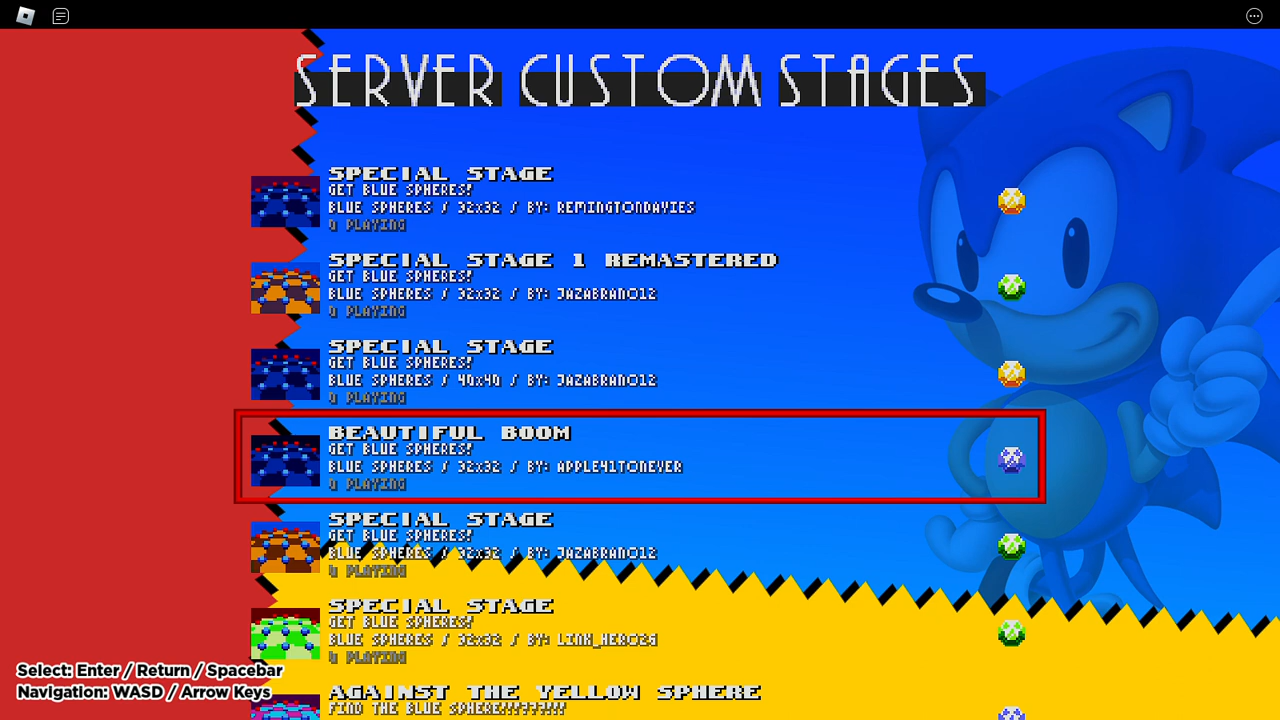 SERVER CUSTOM STAGES
SPECIAL STAGE
GET BLUE SPHERES!
BLUE SPHERES / 32x32 / BY: REMINGTONDAVIES
0 PLAYING
SPECIAL STAGE 1 REMASTERED
GET BLUE SPHERES!
BLUE SPHERES / 32x32 / BY: JAZABRANO12
0 PLAYING
SPECIAL STAGE
GET BLUE SPHERES!
BLUE SPHERES / 40x40 / BY: JAZABRANO12
0 PLAYING
BEAUTIFUL BOOM
GET BLUE SPHERES!
BLUE SPHERES / 32x32 / BY: APPLE41TONEVER
0 PLAYING
SPECIAL STAGE
GET BLUE SPHERES!
BLUE SPHERES / 32x32 / BY: JAZABRANO12
0 PLAYING
SPECIAL STAGE
GET BLUE SPHERES!
BLUE SPHERES / 32x32 / BY: LINK_HERO26
0 PLAYING
AGAINST THE YELLOW SPHERE
FIND THE BLUE SPHERE!!!???!!!!
Select: Enter / Return / Spacebar
Navigation: WASD / Arrow Keys